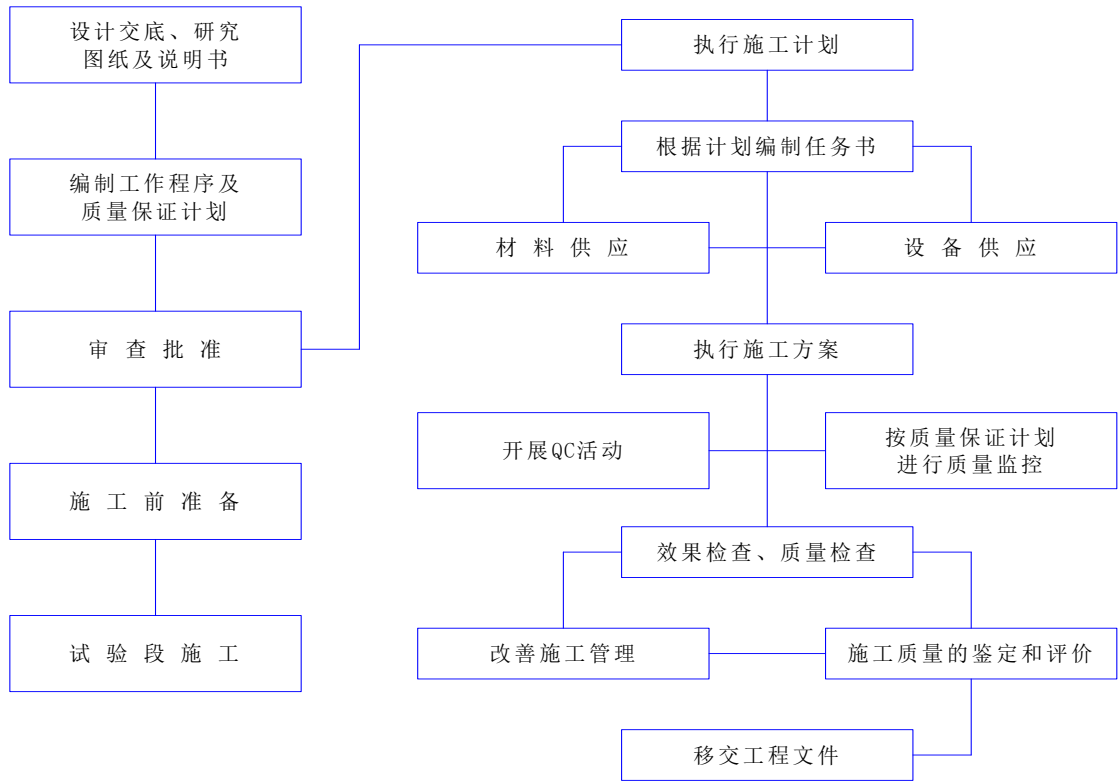 设计交底、研究
图纸及说明书
编制工作程序及
质量保证计划
审查批准
施工前准备
试验段施工
执行施工计划
根据计划编制任务书
材料供应
设备供应
执行施工方案
开展QC活动
按质量保证计划
进行质量监控
效果检查、质量检查
改善施工管理
施工质量的鉴定和评价
移交工程文件